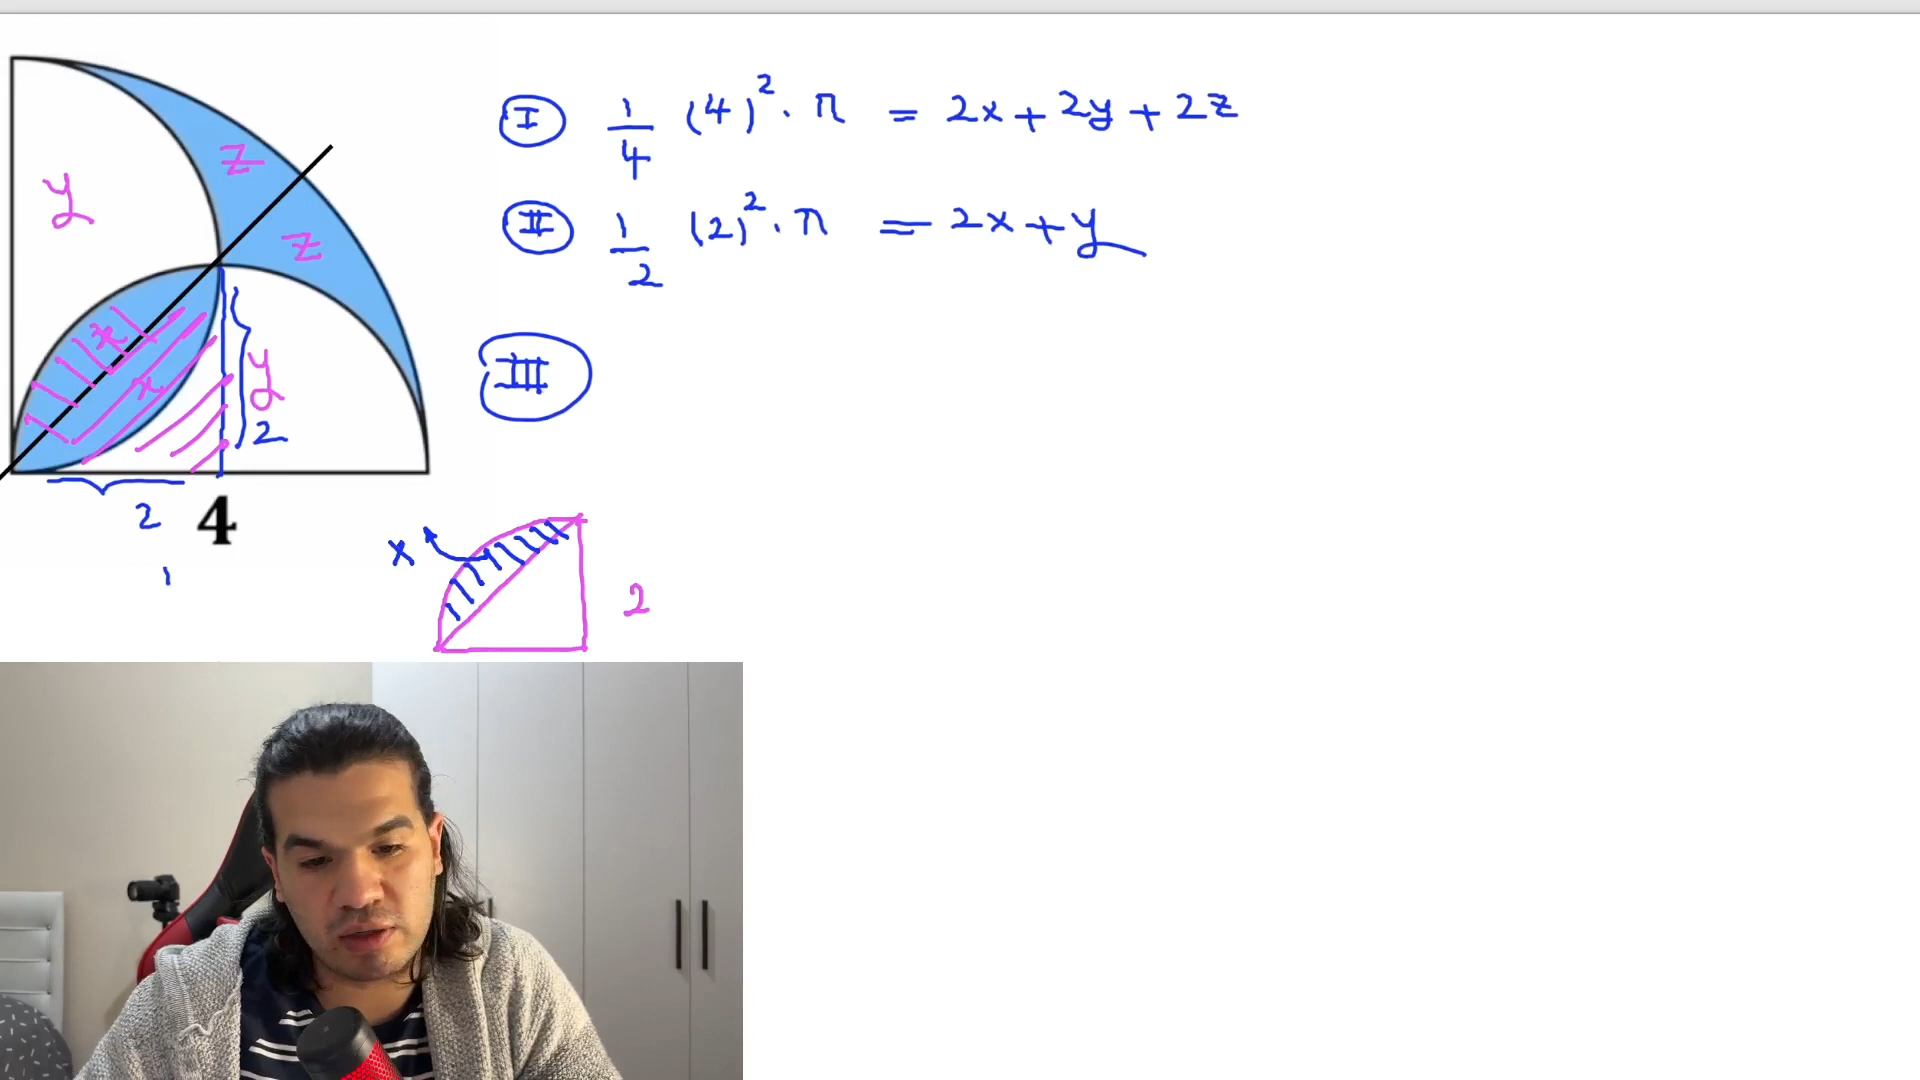 Ⅰ 1/4 (4)² · π = 2x + 2y + 2z
Ⅱ 1/2 (2)² · π = 2x + y
Ⅲ
y
z
z
x
x
y
2
2
4
x
2